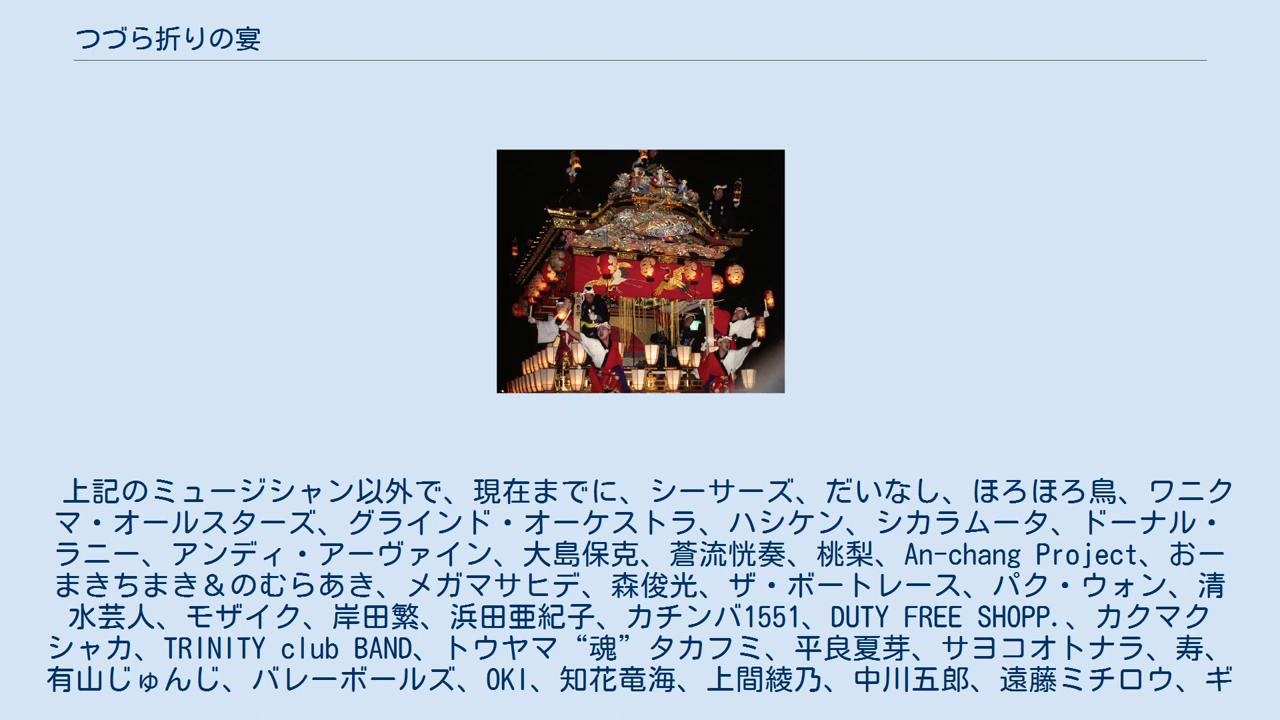 つづら折りの宴
上記のミュージシャン以外で、現在までに、シーサーズ、だいなし、ほろほろ鳥、ワニク
マ・オールスターズ、グラインド・オーケストラ、ハシケン、シカラムータ、ドーナル・
ラニー、アンディ・アーヴァイン、大島保克、蒼流恍奏、桃梨、An-chang Project、おー
まきちまき＆のむらあき、メガマサヒデ、森俊光、ザ・ボートレース、パク・ウォン、清
水芸人、モザイク、岸田繁、浜田亜紀子、カチンバ1551、DUTY FREE SHOPP.、カクマク
シャカ、TRINITY club BAND、トウヤマ“魂”タカフミ、平良夏芽、サヨコオトナラ、寿、
有山じゅんじ、バレーボールズ、OKI、知花竜海、上間綾乃、中川五郎、遠藤ミチロウ、ギ